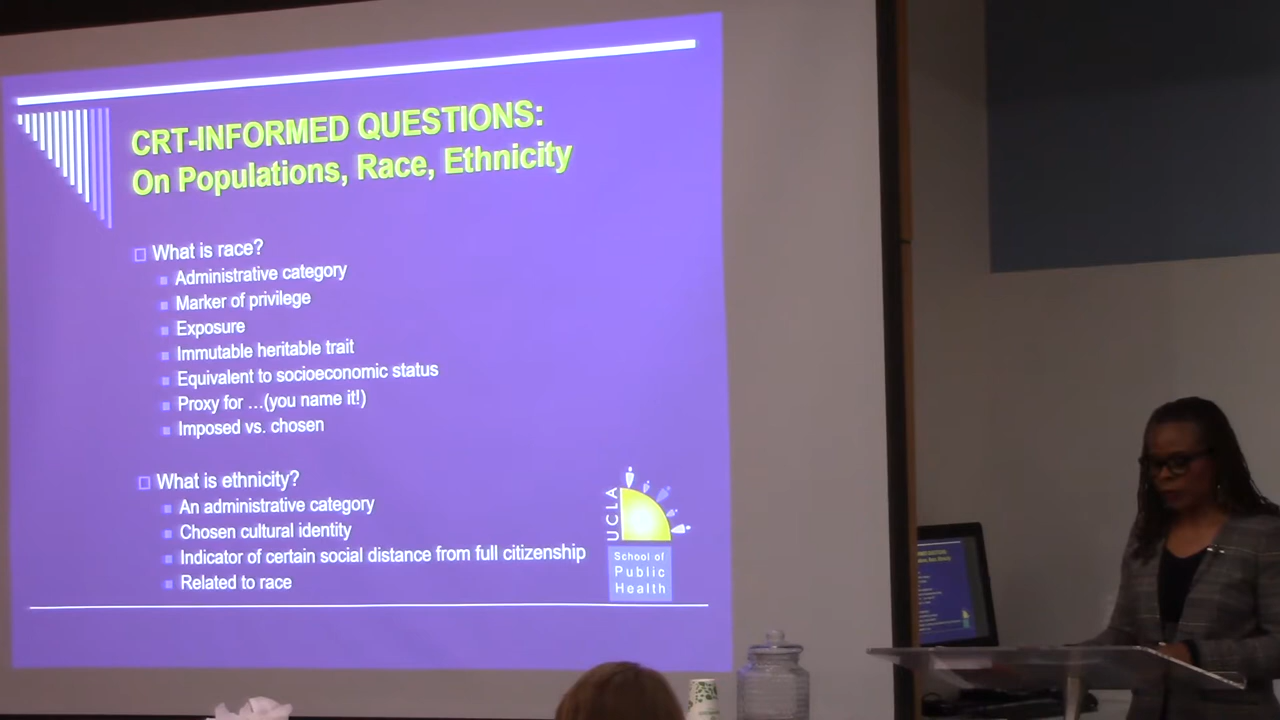 CRT-INFORMED QUESTIONS:
On Populations, Race, Ethnicity
What is race?
Administrative category
Marker of privilege
Exposure
Immutable heritable trait
Equivalent to socioeconomic status
Proxy for …(you name it!)
Imposed vs. chosen
What is ethnicity?
An administrative category
Chosen cultural identity
Indicator of certain social distance from full citizenship
Related to race
UCLA
School of
Public
Health